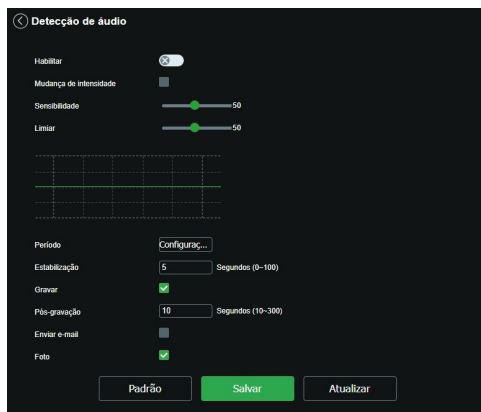 Detecção de áudio
Habilitar
Mudança de intensidade
Sensibilidade 50
Limiar 50
Período Configuraç...
Estabilização 5 Segundos (0~100)
Gravar
Pós-gravação 10 Segundos (10~300)
Enviar e-mail
Foto
Padrão Salvar Atualizar